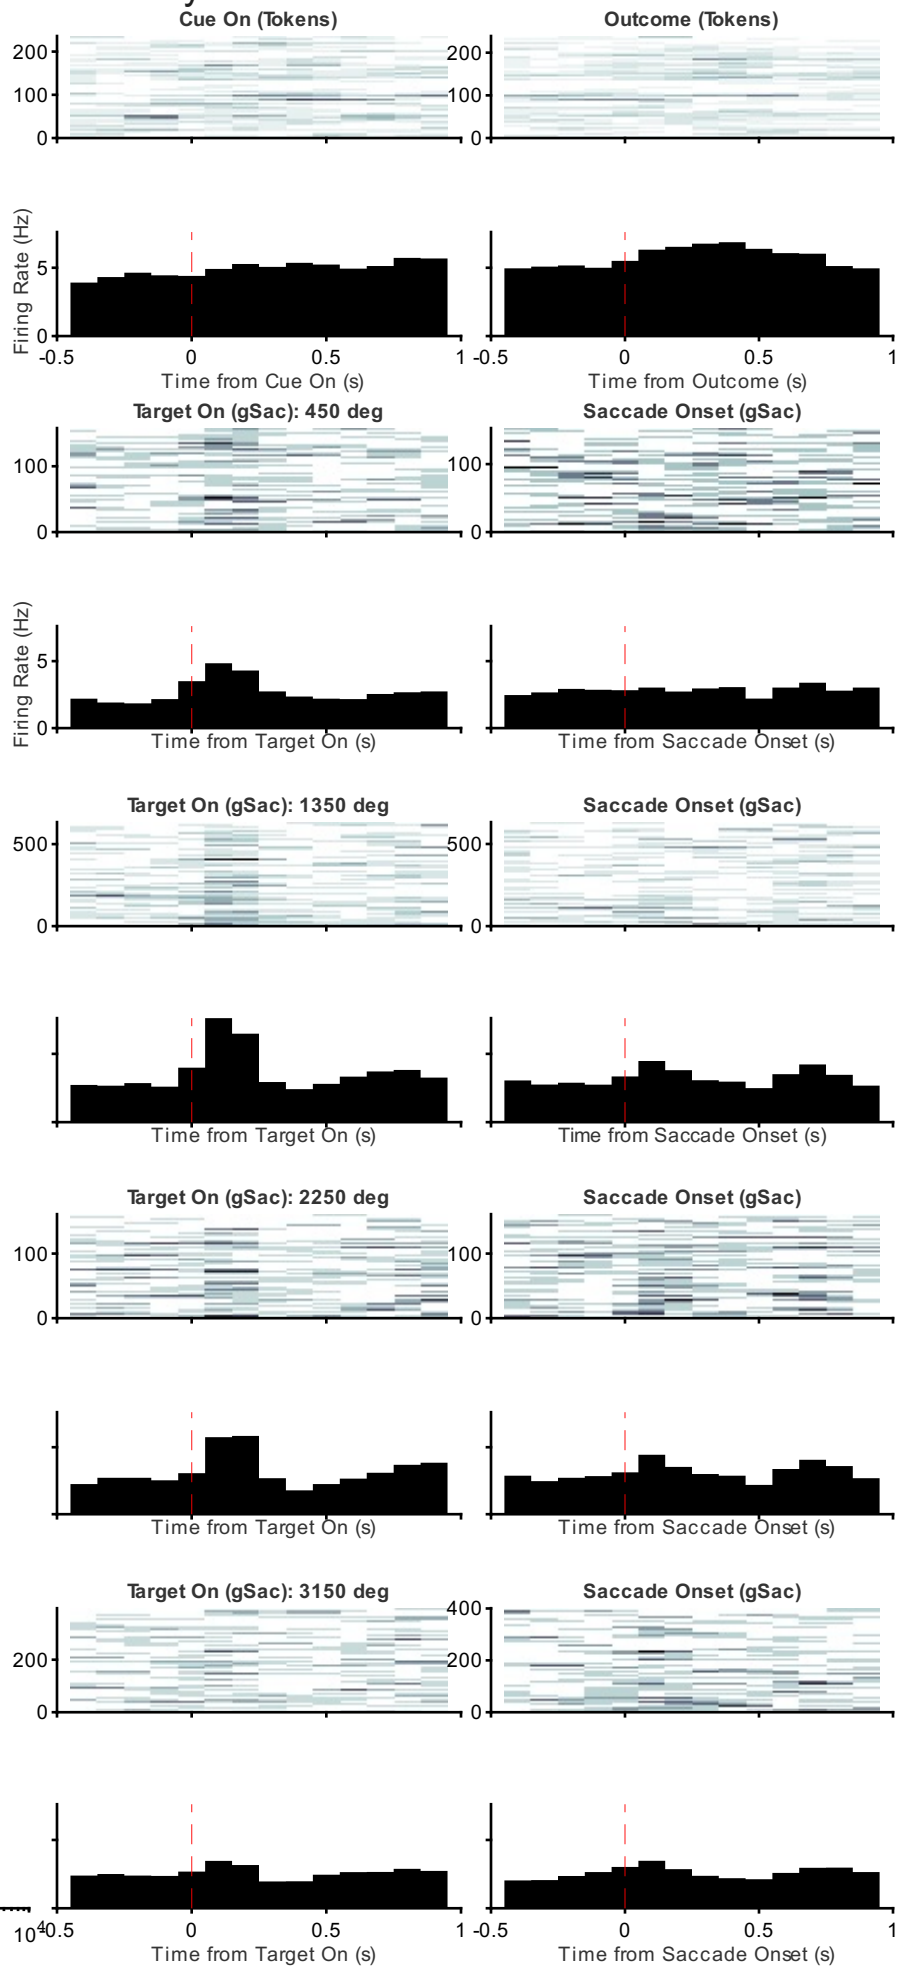 Cue On (Tokens) Outcome (Tokens)
200 200
100 100
0 0
Firing Rate (Hz)
5
0
-0.5 0 0.5 1 -0.5 0 0.5 1
Time from Cue On (s) Time from Outcome (s)
Target On (gSac): 450 deg Saccade Onset (gSac)
100 100
0 0
Firing Rate (Hz)
5
0
Time from Target On (s) Time from Saccade Onset (s)
Target On (gSac): 1350 deg Saccade Onset (gSac)
500 500
0 0
Time from Target On (s) Time from Saccade Onset (s)
Target On (gSac): 2250 deg Saccade Onset (gSac)
100 100
0 0
Time from Target On (s) Time from Saccade Onset (s)
Target On (gSac): 3150 deg Saccade Onset (gSac)
400
200 200
0 0
-0.5 0 0.5 1 -0.5 0 0.5 1
Time from Target On (s) Time from Saccade Onset (s)